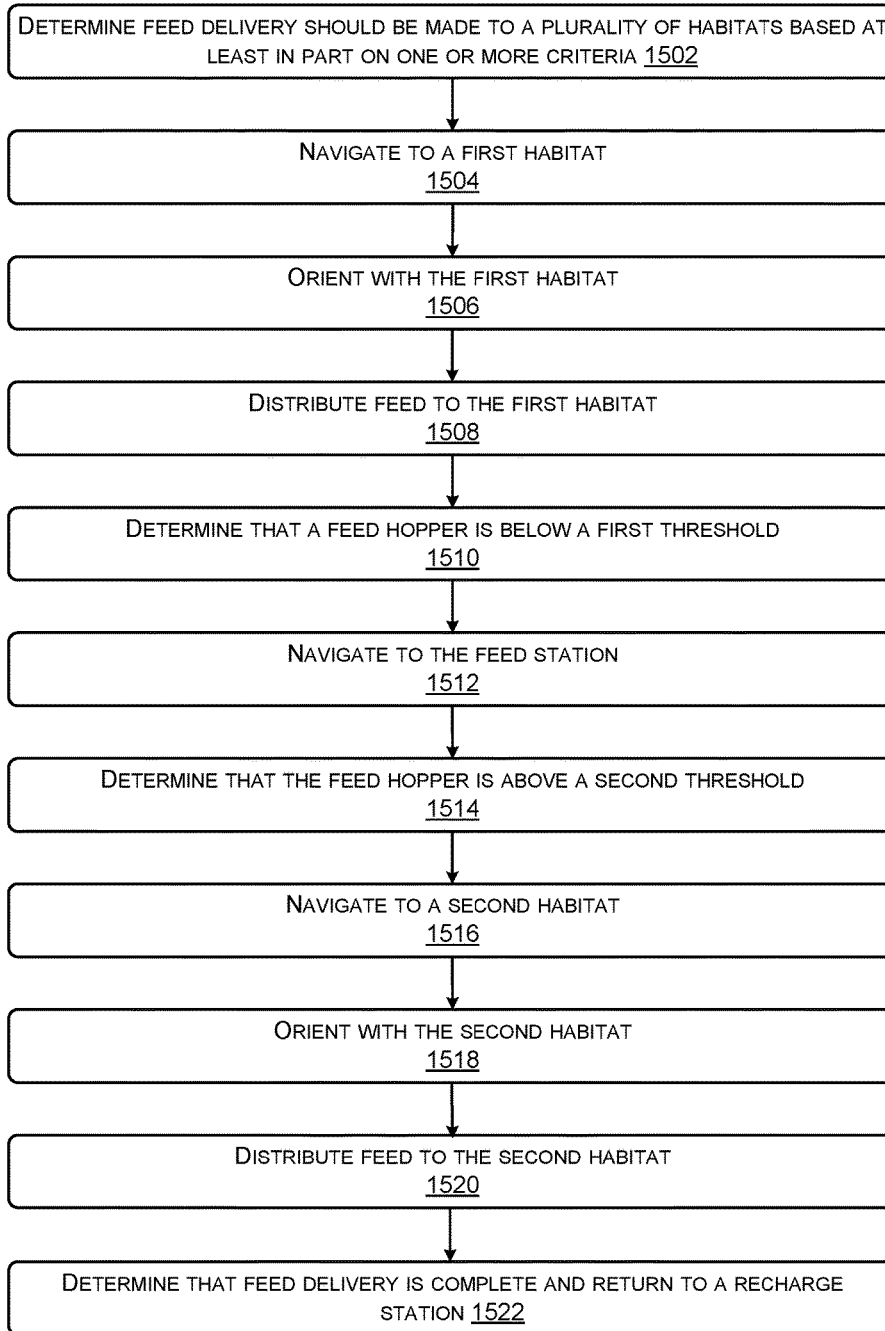 DETERMINE FEED DELIVERY SHOULD BE MADE TO A PLURALITY OF HABITATS BASED AT
LEAST IN PART ON ONE OR MORE CRITERIA 1502
NAVIGATE TO A FIRST HABITAT
1504
ORIENT WITH THE FIRST HABITAT
1506
DISTRIBUTE FEED TO THE FIRST HABITAT
1508
DETERMINE THAT A FEED HOPPER IS BELOW A FIRST THRESHOLD
1510
NAVIGATE TO THE FEED STATION
1512
DETERMINE THAT THE FEED HOPPER IS ABOVE A SECOND THRESHOLD
1514
NAVIGATE TO A SECOND HABITAT
1516
ORIENT WITH THE SECOND HABITAT
1518
DISTRIBUTE FEED TO THE SECOND HABITAT
1520
DETERMINE THAT FEED DELIVERY IS COMPLETE AND RETURN TO A RECHARGE
STATION 1522